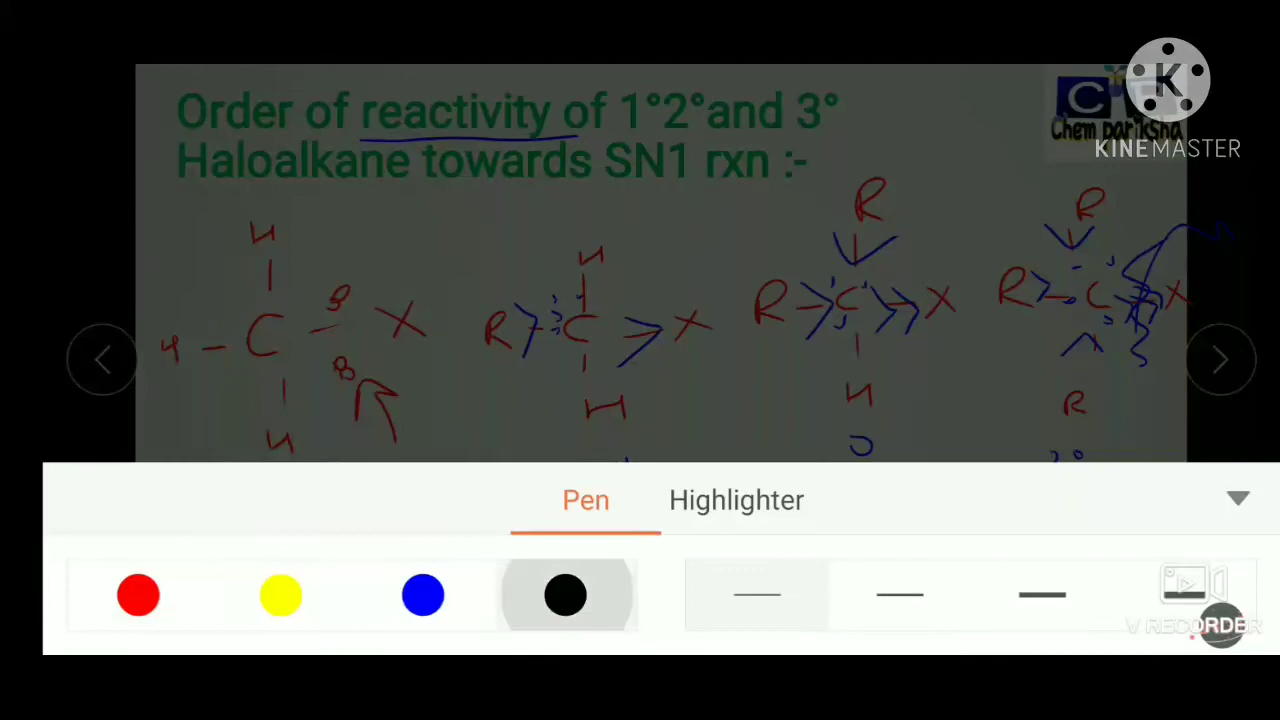 Order of reactivity of 1°2°and 3°
Haloalkane towards SN1 rxn :-
Chem pariksha
K
KINEMASTER
H
H – C – X
H
H
R – C – X
H
R
R – C – X
H
R
R – C – X
R
Pen Highlighter
V RECORDER